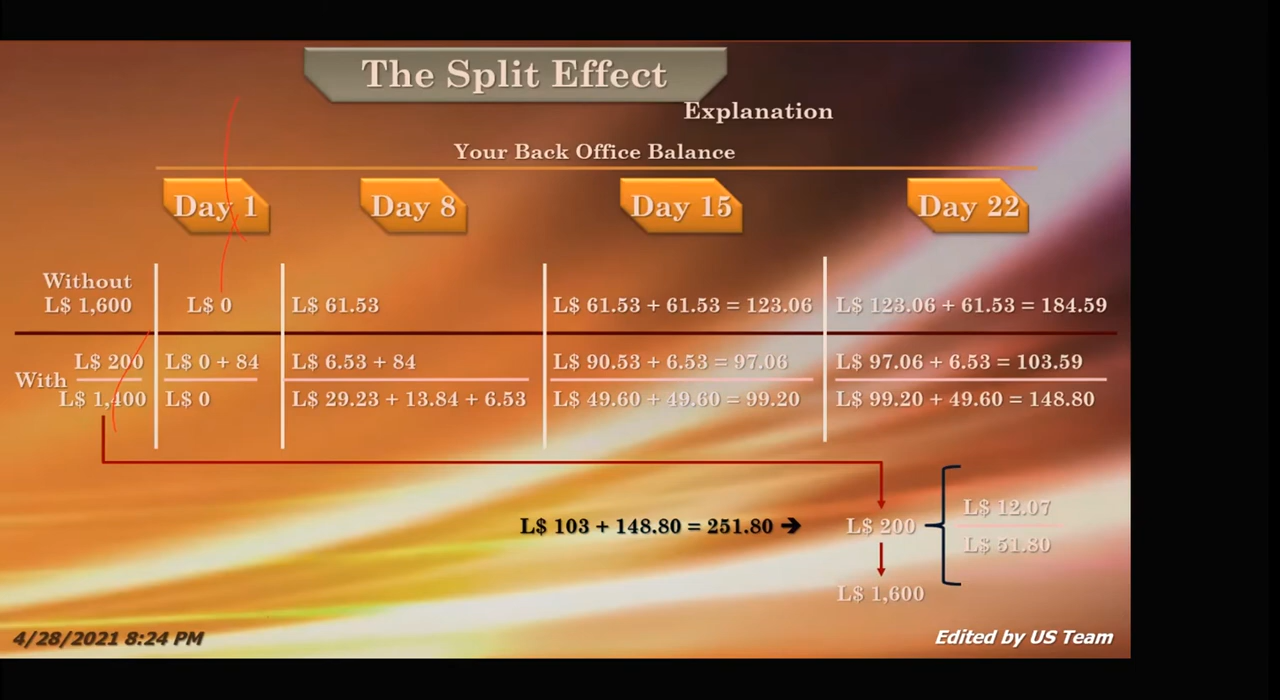 The Split Effect
Explanation
Your Back Office Balance
Day 1 Day 8 Day 15 Day 22
Without
L$ 1,600 L$ 0 L$ 61.53 L$ 61.53 + 61.53 = 123.06 L$ 123.06 + 61.53 = 184.59
With
L$ 200 L$ 0 + 84 L$ 6.53 + 84 L$ 90.53 + 6.53 = 97.06 L$ 97.06 + 6.53 = 103.59
L$ 1,400 L$ 0 L$ 29.23 + 13.84 + 6.53 L$ 49.60 + 49.60 = 99.20 L$ 99.20 + 49.60 = 148.80
L$ 12.07
L$ 103 + 148.80 = 251.80 ➔ L$ 200
L$ 51.80
L$ 1,600
4/28/2021 8:24 PM
Edited by US Team